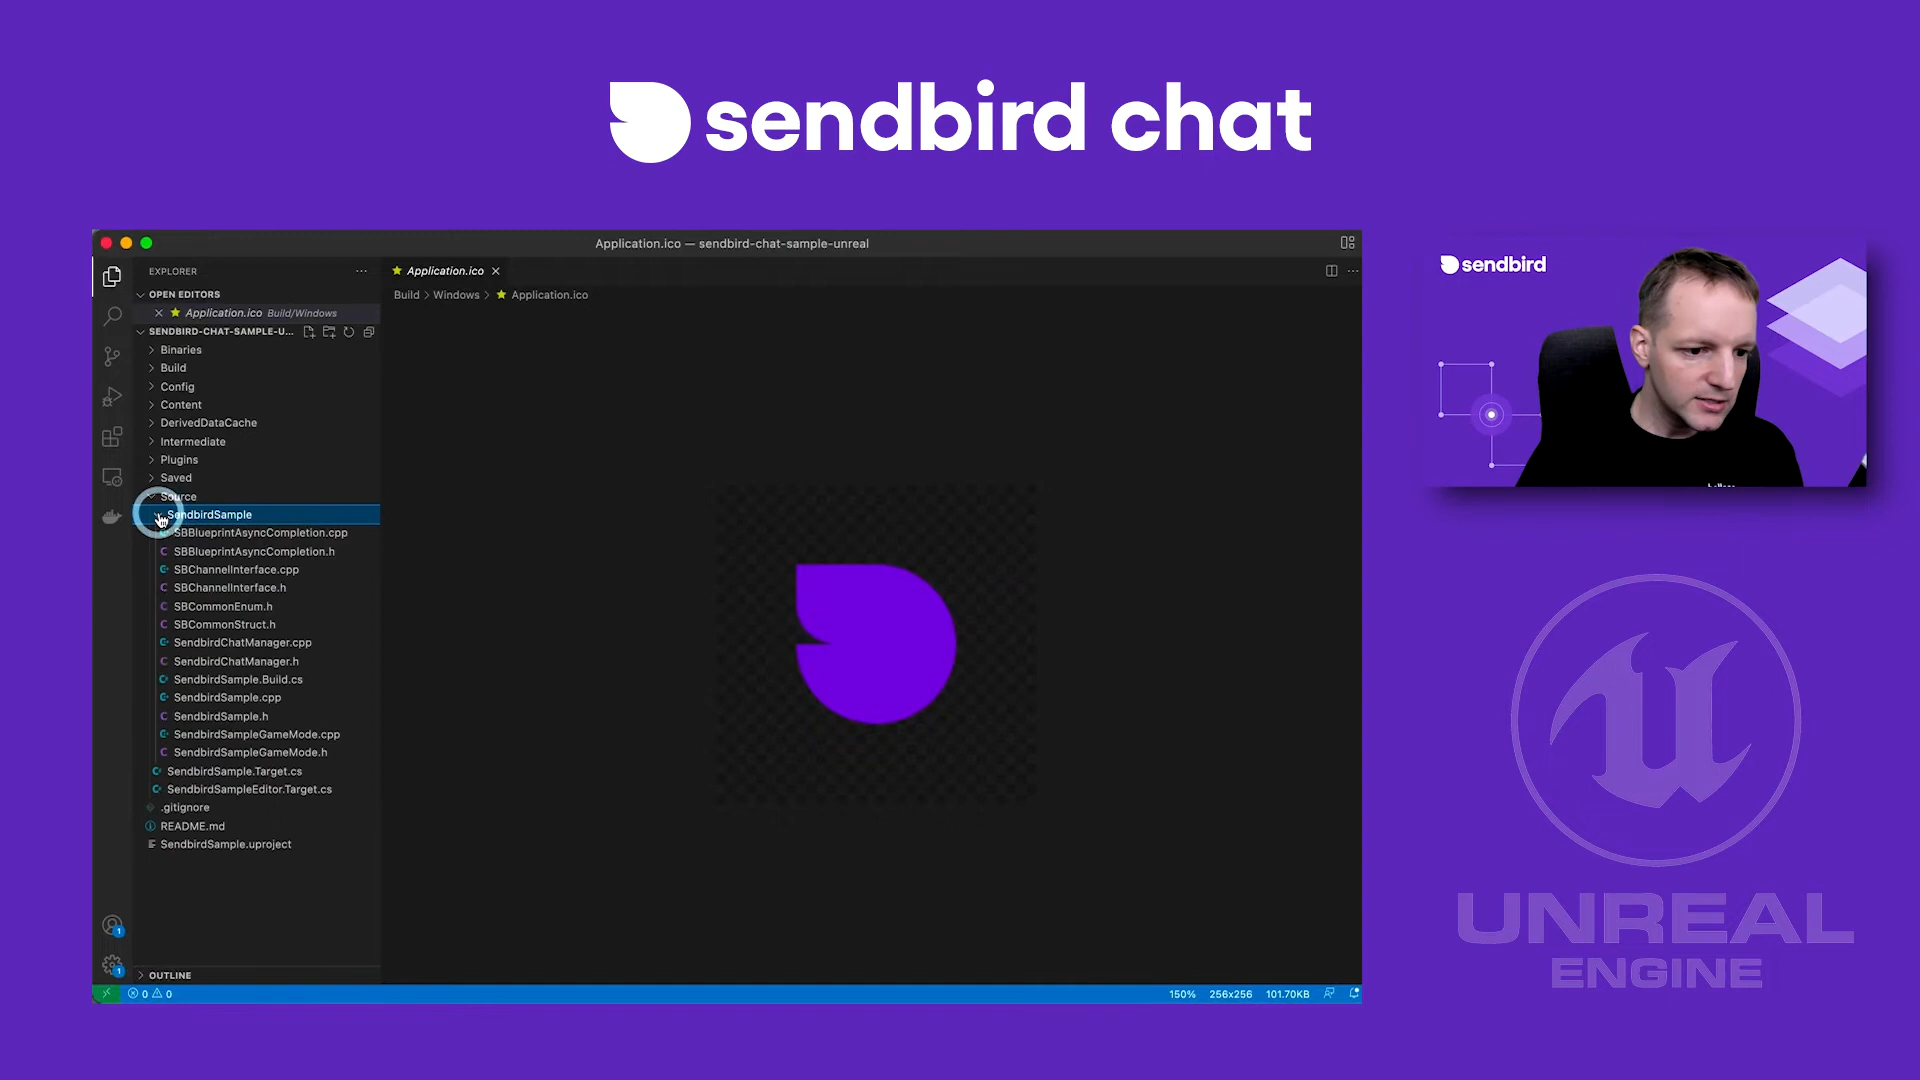 sendbird chat
Application.ico — sendbird-chat-sample-unreal
EXPLORER
Application.ico
OPEN EDITORS
Application.ico Build/Windows
Build > Windows > Application.ico
SENDBIRD-CHAT-SAMPLE-U...
Binaries
Build
Config
Content
DerivedDataCache
Intermediate
Plugins
Saved
Source
SendbirdSample
SBBlueprintAsyncCompletion.cpp
SBBlueprintAsyncCompletion.h
SBChannelInterface.cpp
SBChannelInterface.h
SBCommonEnum.h
SBCommonStruct.h
SendbirdChatManager.cpp
SendbirdChatManager.h
SendbirdSample.Build.cs
SendbirdSample.cpp
SendbirdSample.h
SendbirdSampleGameMode.cpp
SendbirdSampleGameMode.h
SendbirdSample.Target.cs
SendbirdSampleEditor.Target.cs
.gitignore
README.md
SendbirdSample.uproject
1
1
OUTLINE
0 0
150% 256x256 101.70KB
sendbird
UNREAL
ENGINE